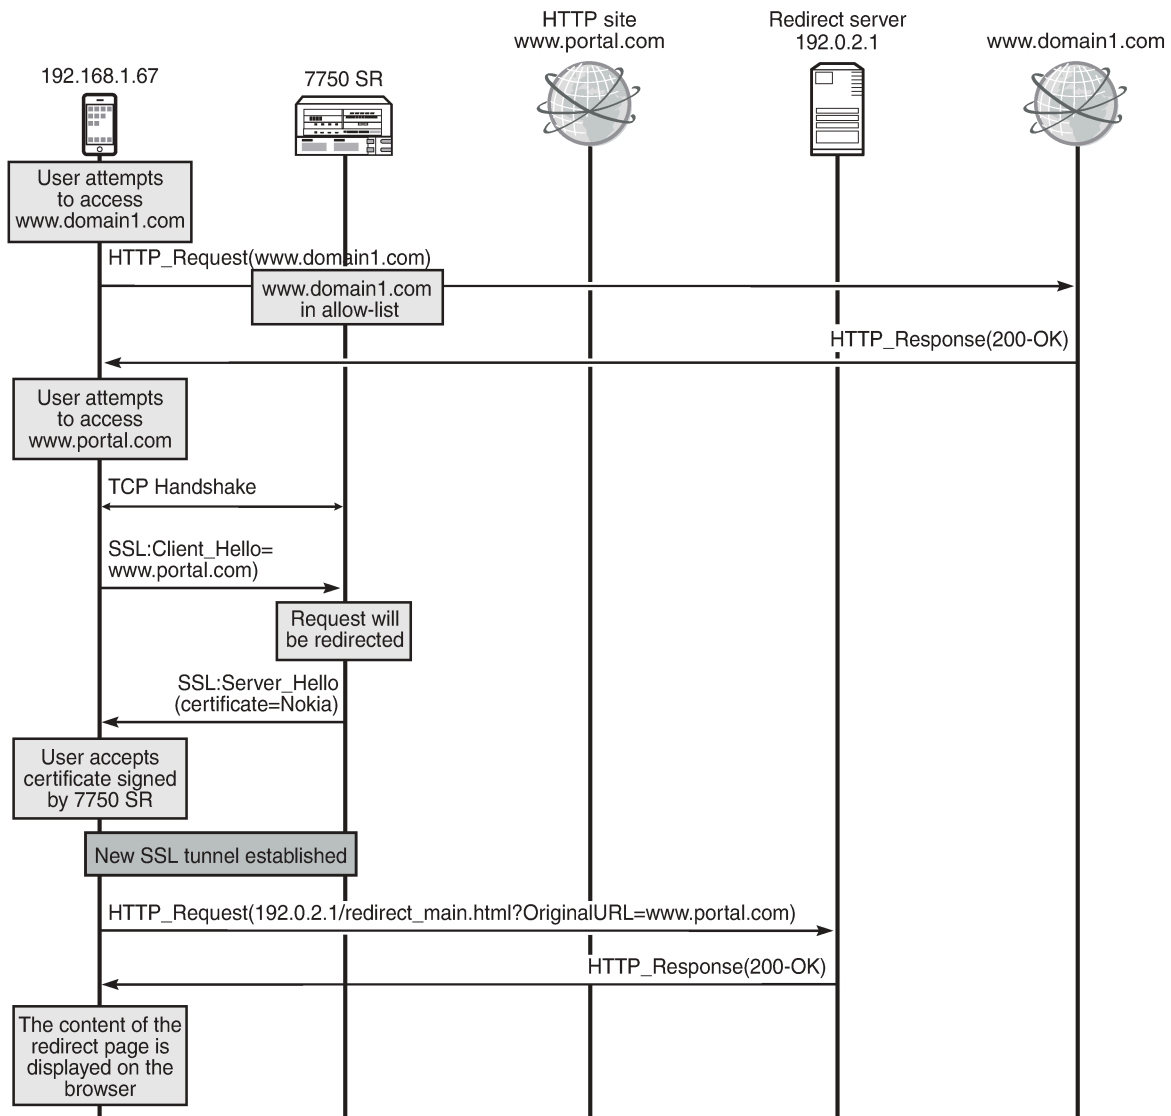 HTTP site
www.portal.com
Redirect server
192.0.2.1
www.domain1.com
192.168.1.67
7750 SR
User attempts
to access
www.domain1.com
HTTP_Request(www.domain1.com)
www.domain1.com
in allow-list
HTTP_Response(200-OK)
User attempts
to access
www.portal.com
TCP Handshake
SSL:Client_Hello=
www.portal.com)
Request will
be redirected
SSL:Server_Hello
(certificate=Nokia)
User accepts
certificate signed
by 7750 SR
New SSL tunnel established
HTTP_Request(192.0.2.1/redirect_main.html?OriginalURL=www.portal.com)
HTTP_Response(200-OK)
The content of the
redirect page is
displayed on the
browser